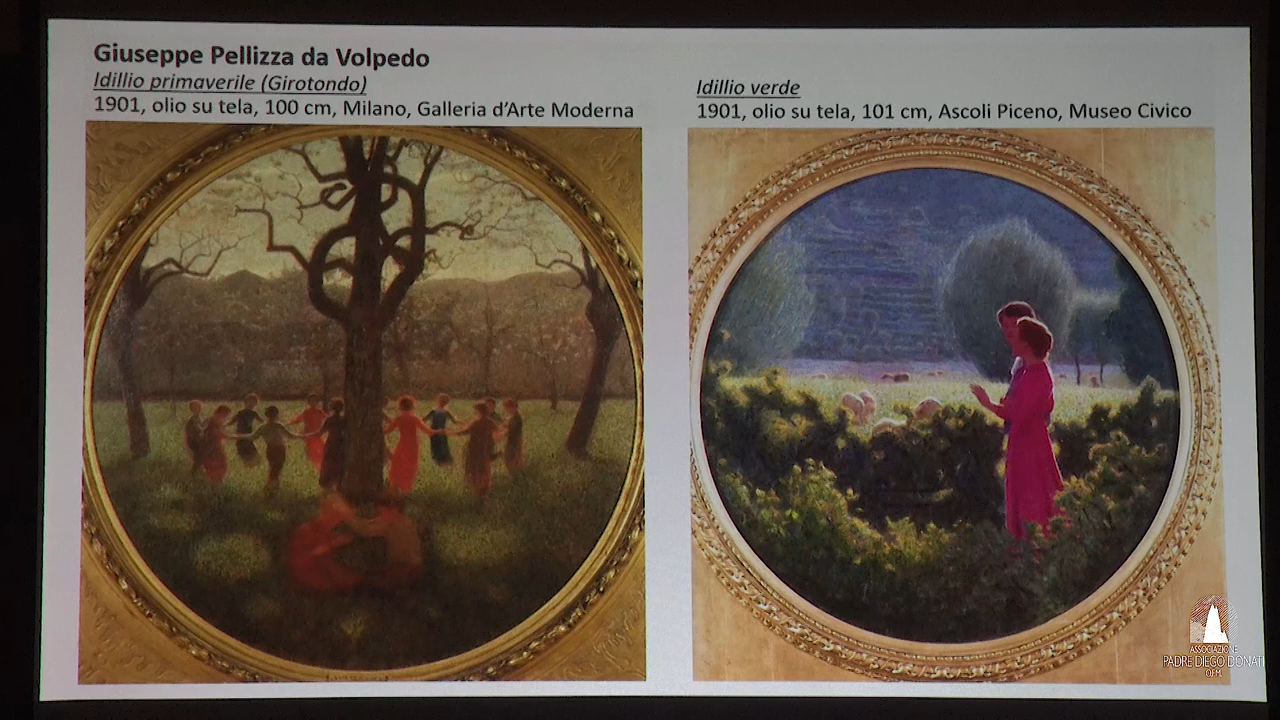 Giuseppe Pellizza da Volpedo
Idillio primaverile (Girotondo)
1901, olio su tela, 100 cm, Milano, Galleria d'Arte Moderna
Idillio verde
1901, olio su tela, 101 cm, Ascoli Piceno, Museo Civico
ASSOCIAZIONE
PADRE DIEGO DONATI
OFM